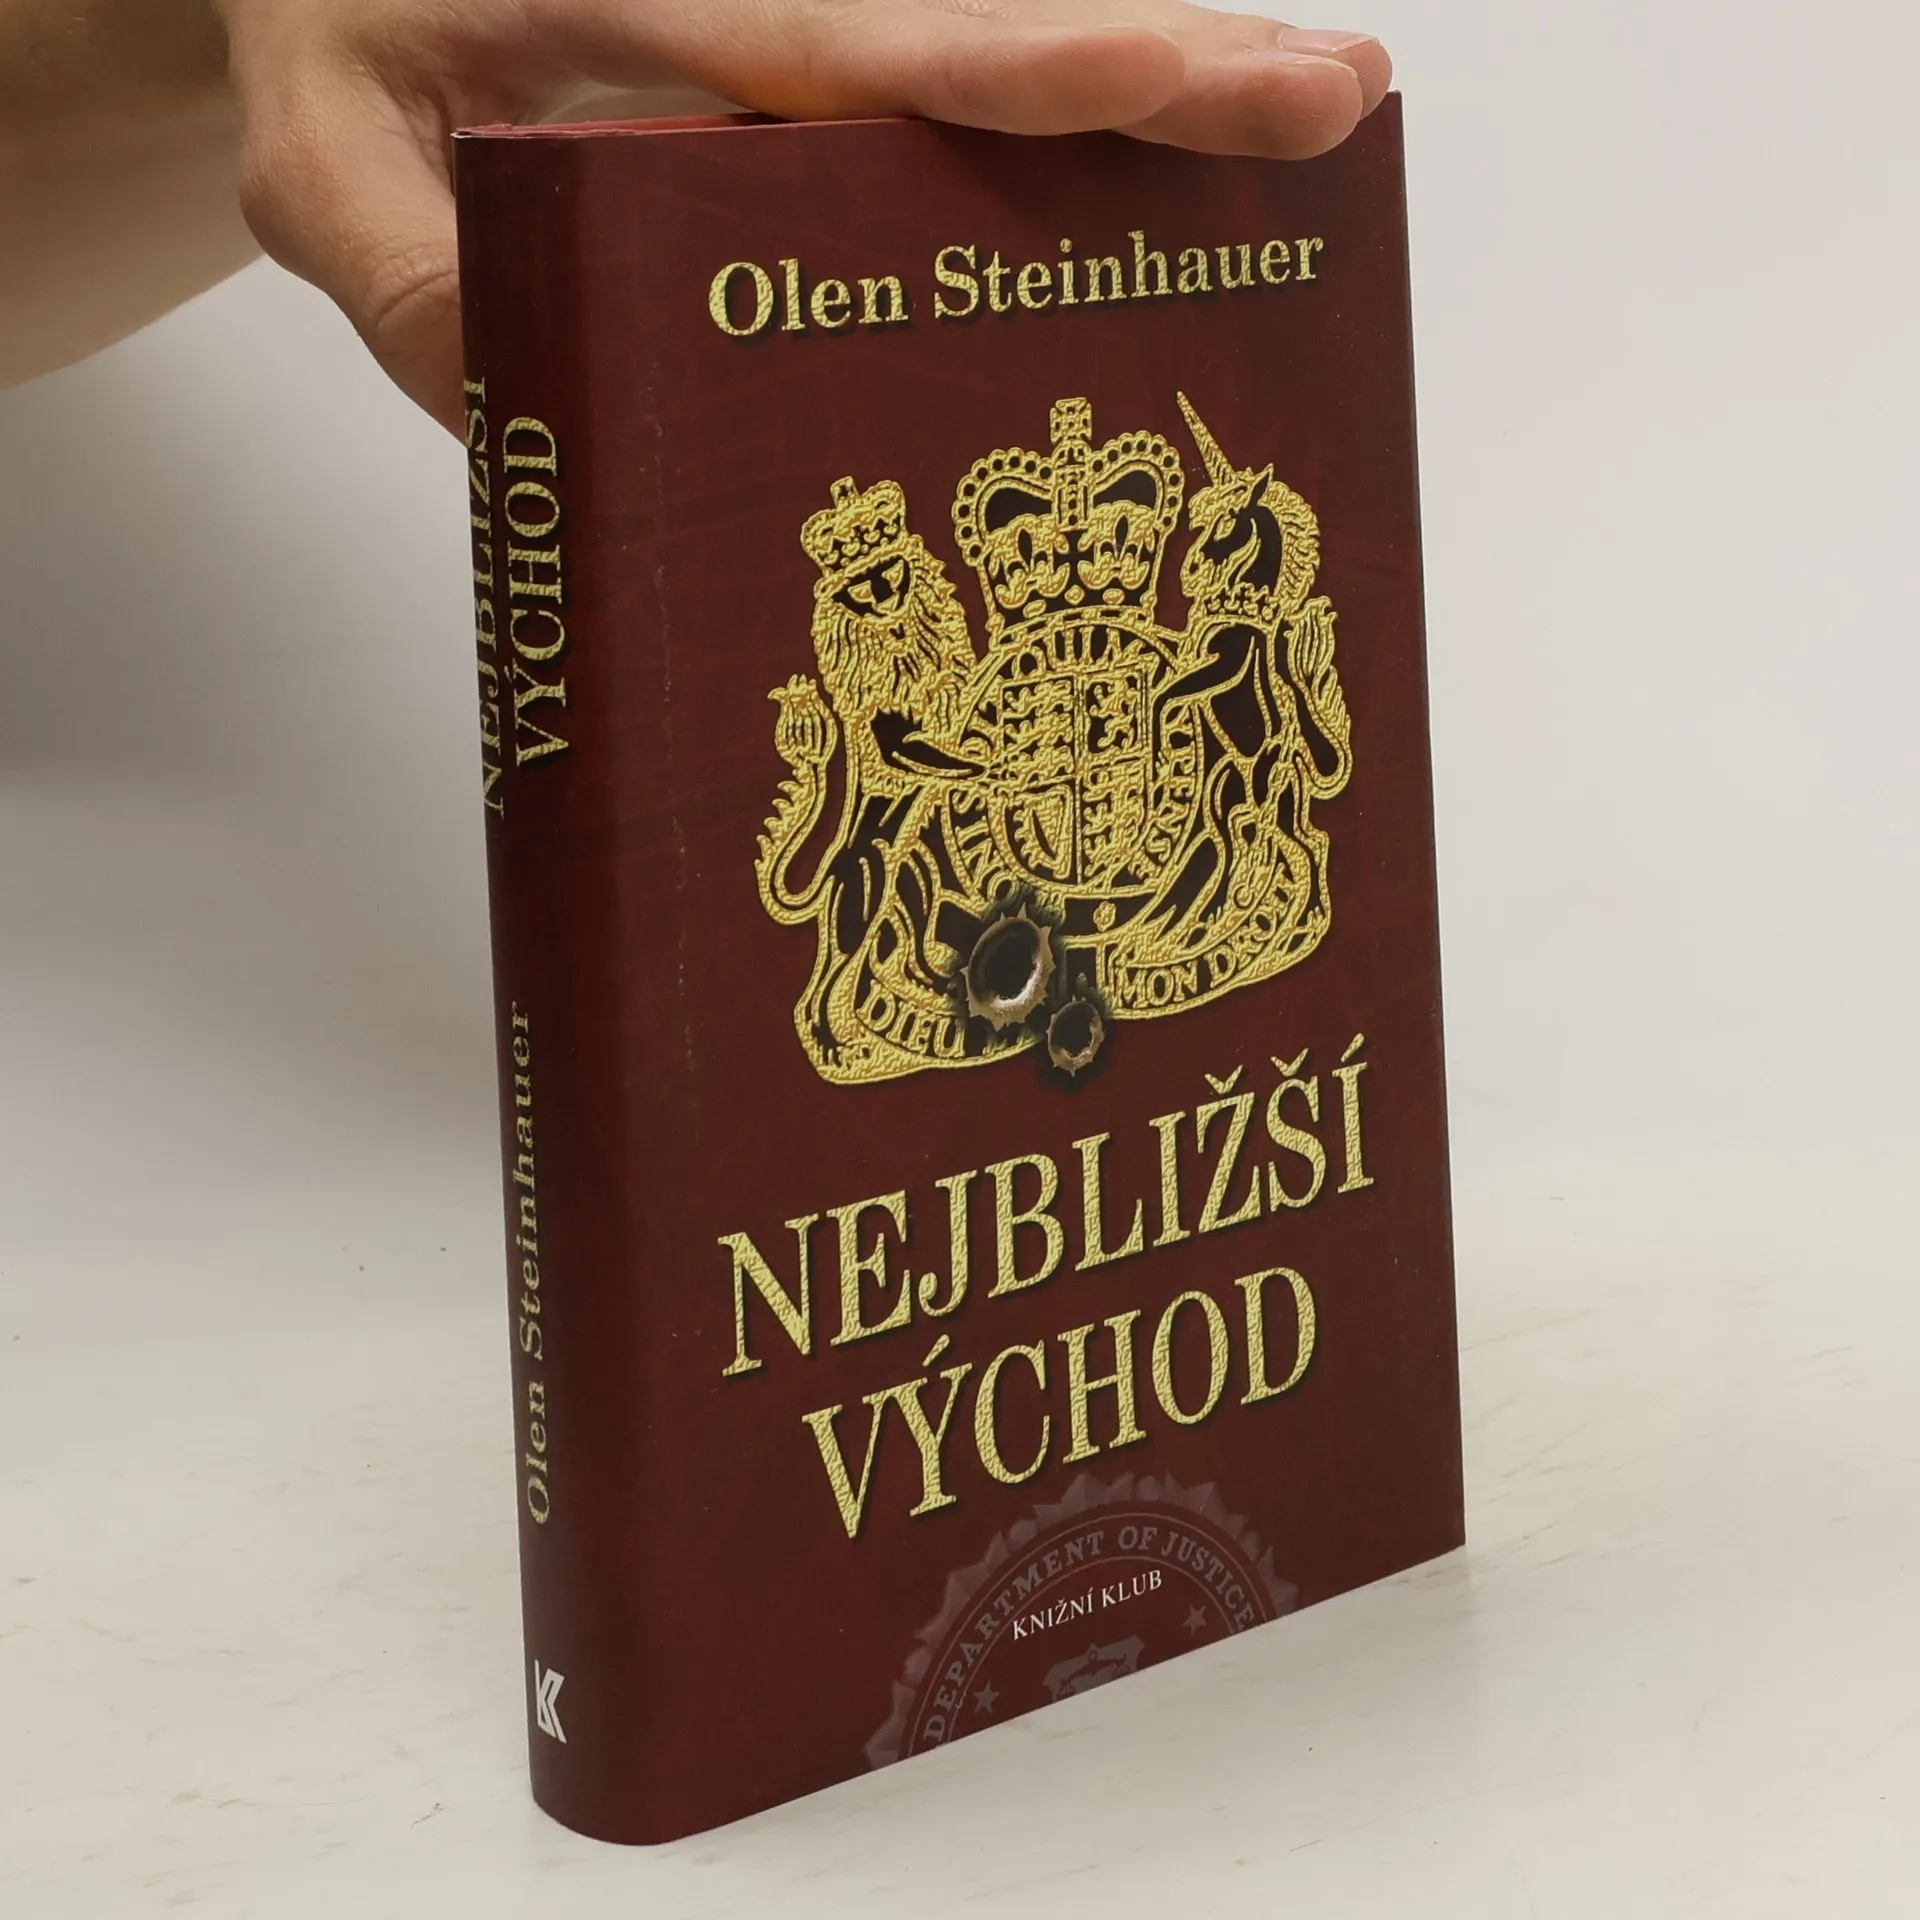 Olen Steinhauer
DIEU
MON DROIT
NEJBLIŽŠÍ
VÝCHOD
DEPARTMENT OF JUSTICE
KNIŽNÍ KLUB
NEJBLIŽŠÍ
VÝCHOD
Olen Steinhauer